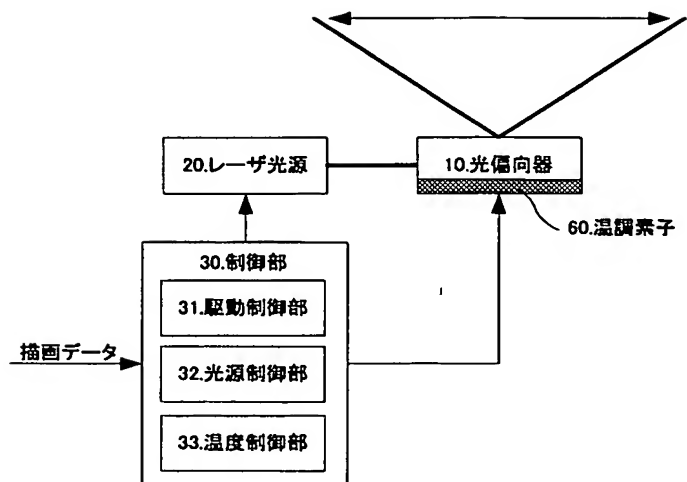 20.レーザ光源
10.光偏向器
60.温調素子
30.制御部
31.駆動制御部
描画データ
32.光源制御部
33.温度制御部